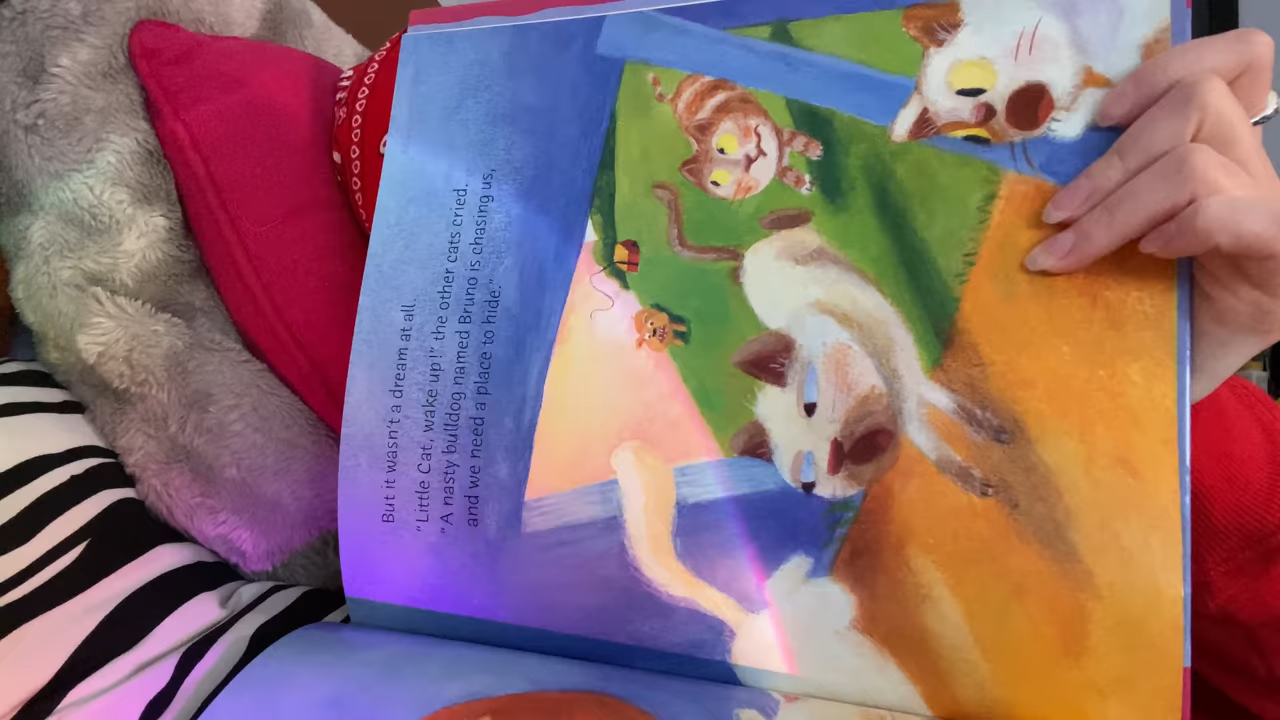 But it wasn't a dream at all.
"Little Cat, wake up!" the other cats cried.
"A nasty bulldog named Bruno is chasing us,
and we need a place to hide."